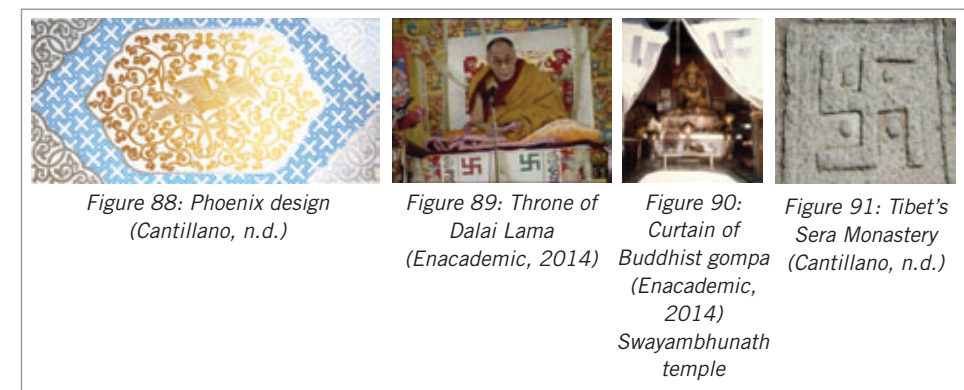 Figure 88: Phoenix design
(Cantillano, n.d.)
Figure 89: Throne of
Dalai Lama
(Enacademic, 2014)
Figure 90:
Curtain of
Buddhist gompa
(Enacademic,
2014)
Swayambhunath
temple
Figure 91: Tibet's
Sera Monastery
(Cantillano, n.d.)